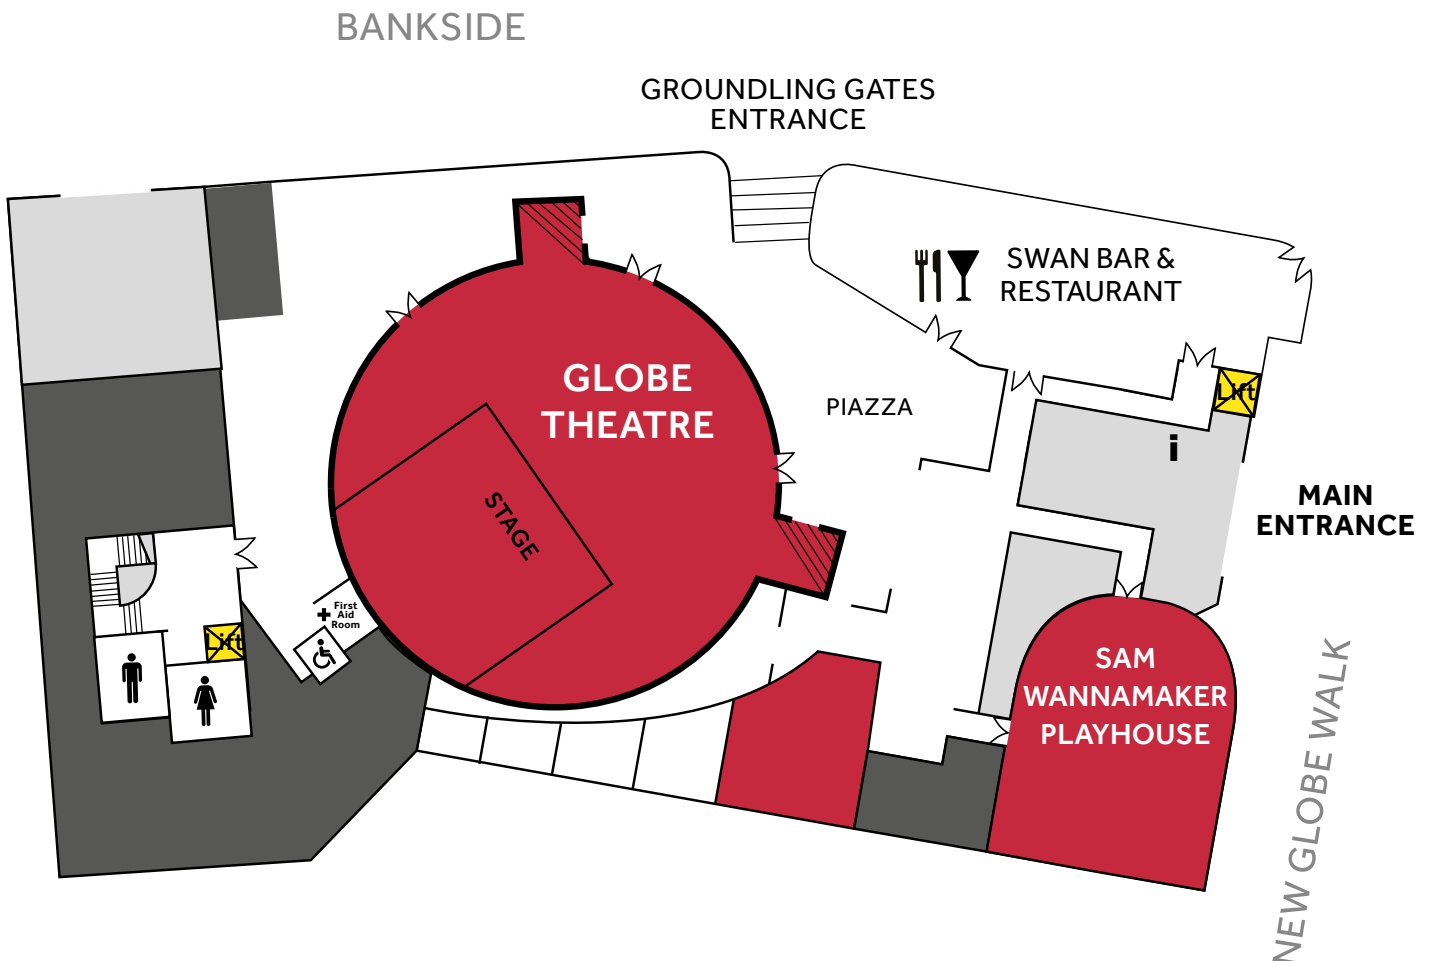 BANKSIDE
GROUNDLING GATES
ENTRANCE
SWAN BAR &
RESTAURANT
GLOBE
THEATRE
PIAZZA
Lift
i
STAGE
MAIN
ENTRANCE
First
Aid
Room
Lift
SAM
WANNAMAKER
PLAYHOUSE
NEW GLOBE WALK